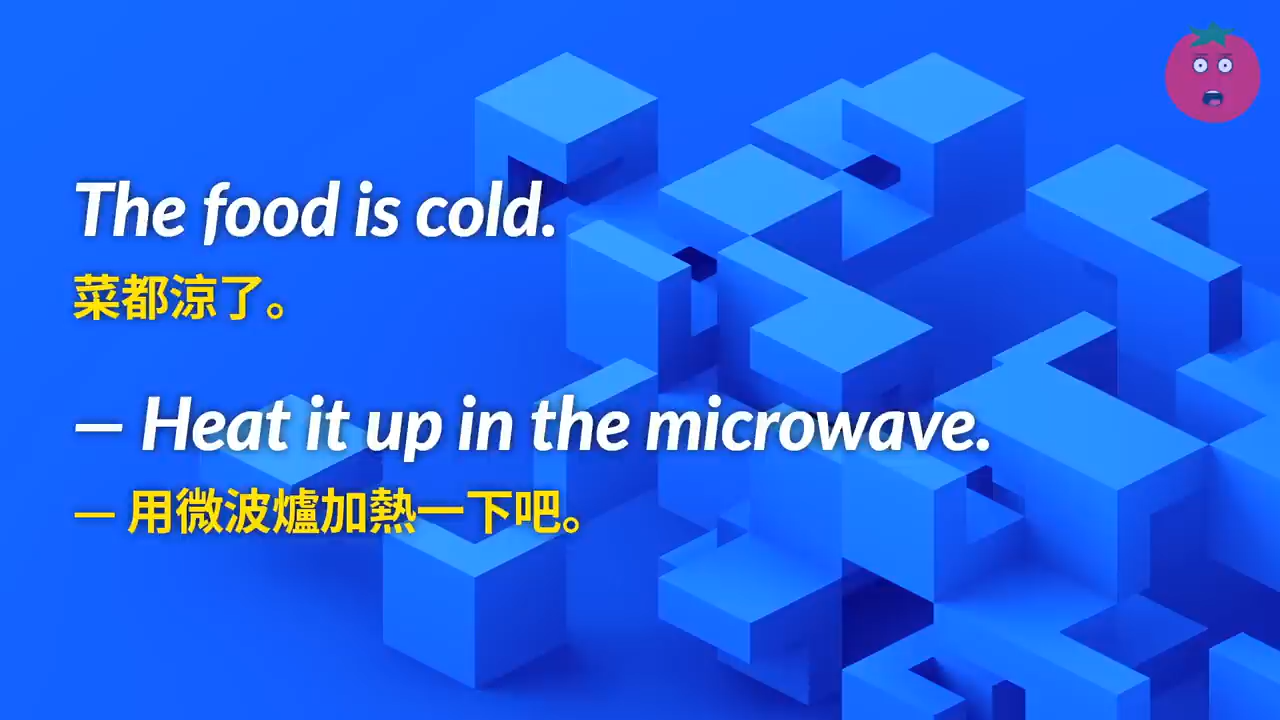 The food is cold.
菜都涼了。
— Heat it up in the microwave.
— 用微波爐加熱一下吧。